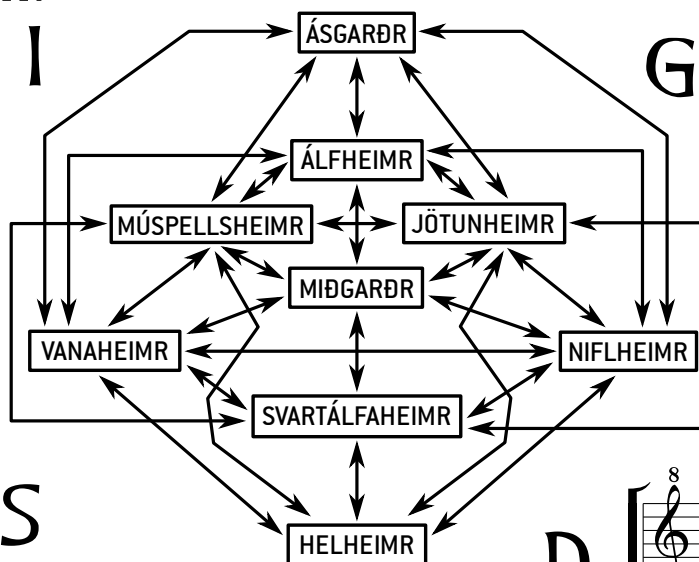 I
ÁSGARÐR
G
ÁLFHEIMR
MÚSPELLSHEIMR
JÖTUNHEIMR
MIÐGARÐR
VANAHEIMR
NIFLHEIMR
SVARTÁLFAHEIMR
S
8
HELHEIMR